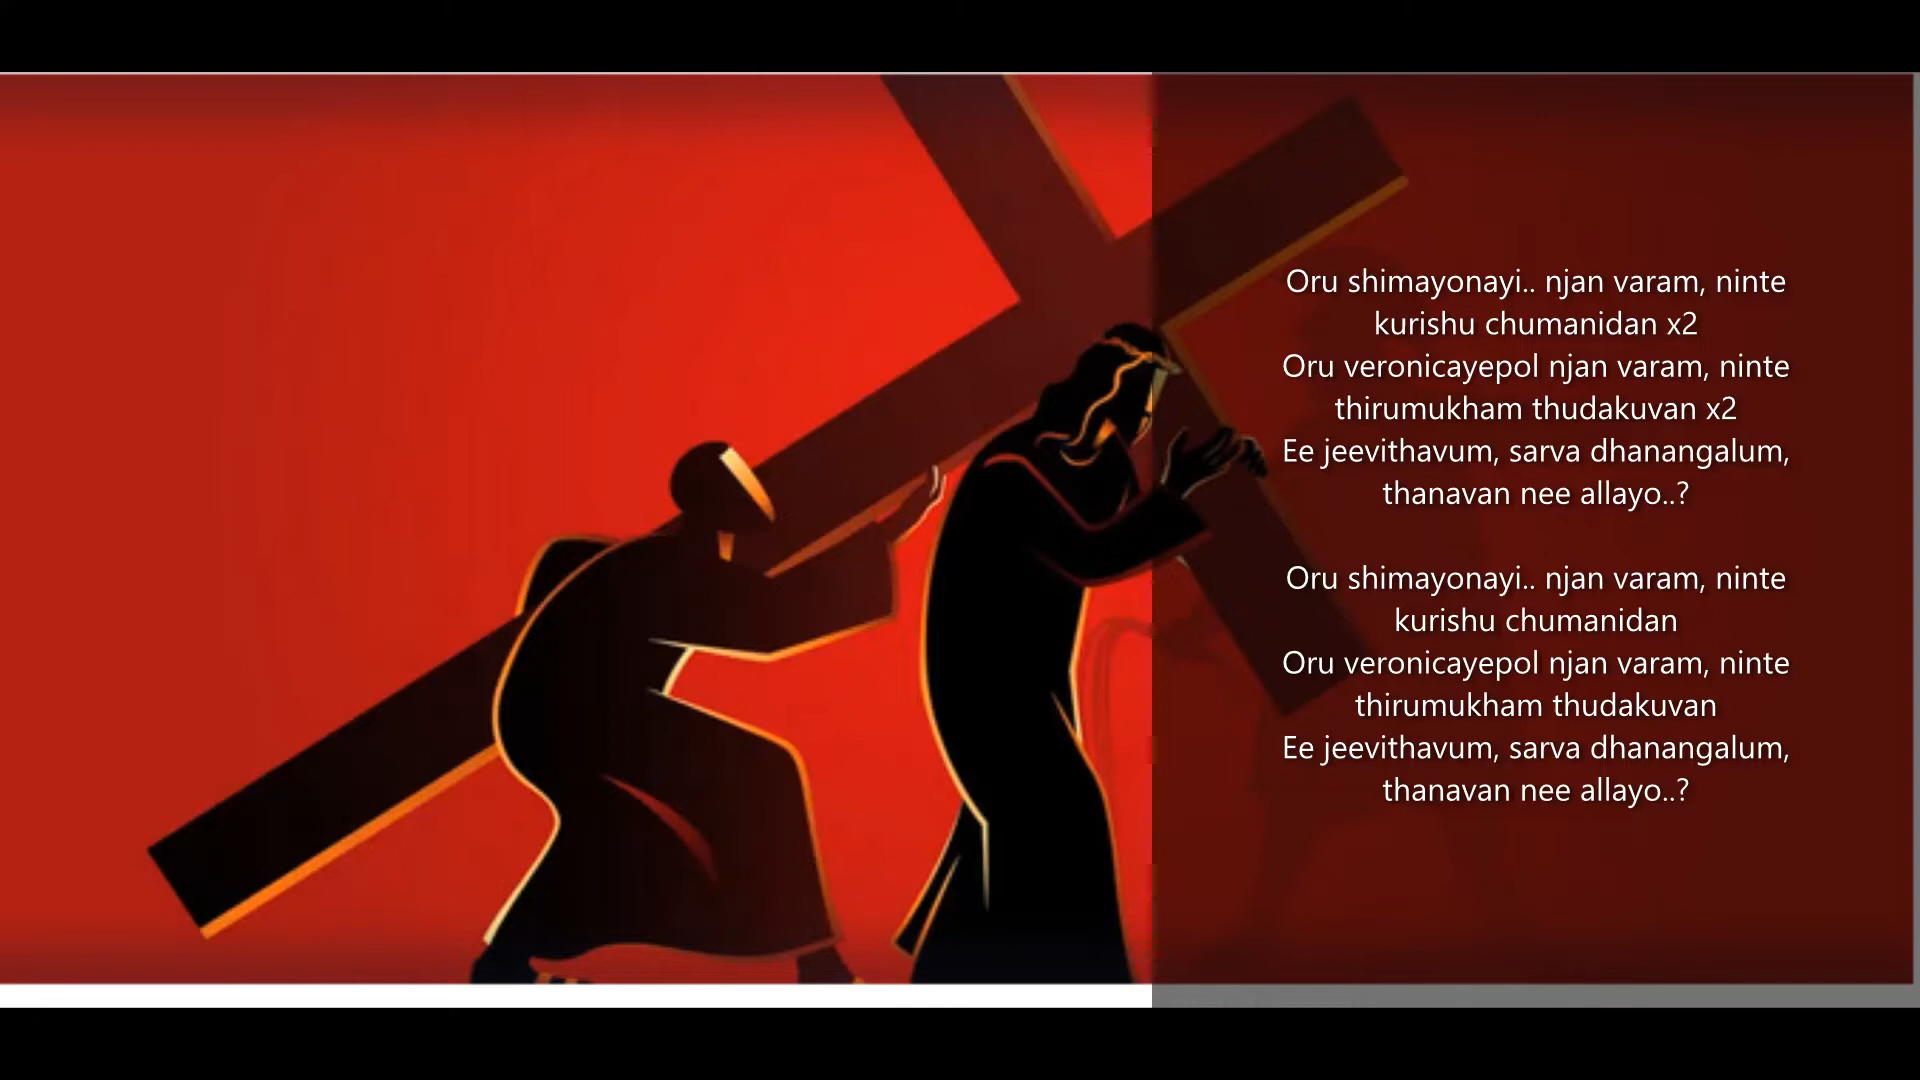 Oru shimayonayi.. njan varam, ninte
kurishu chumanidan x2
Oru veronicayepol njan varam, ninte
thirumukham thudakuvan x2
Ee jeevithavum, sarva dhanangalum,
thanavan nee allayo..?
Oru shimayonayi.. njan varam, ninte
kurishu chumanidan
Oru veronicayepol njan varam, ninte
thirumukham thudakuvan
Ee jeevithavum, sarva dhanangalum,
thanavan nee allayo..?